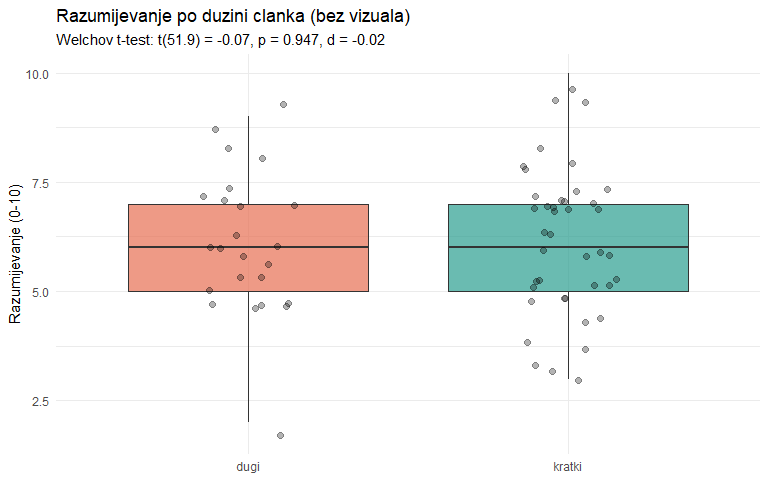 Razumijevanje po duzini clanka (bez vizuala)
Welchov t-test: t(51.9) = -0.07, p = 0.947, d = -0.02
Razumijevanje (0-10)
10.0
7.5
5.0
2.5
dugi
kratki